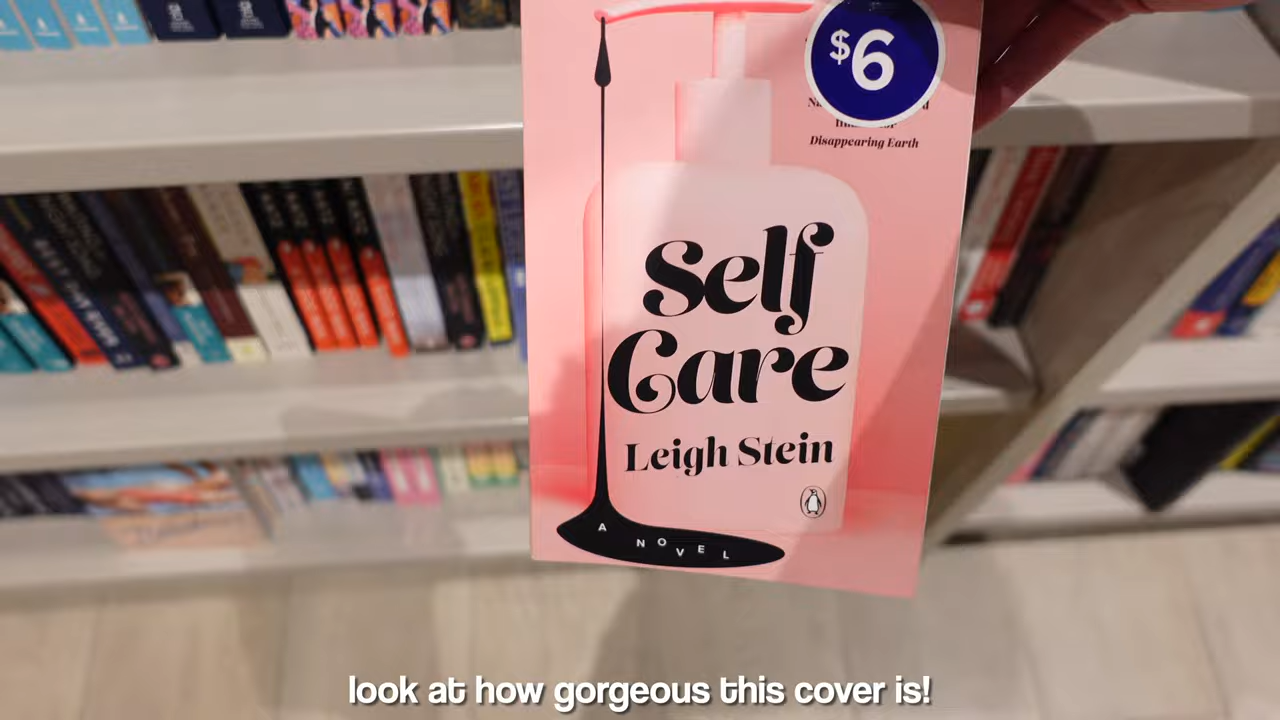 $6
Disappearing Earth
Self
Care
Leigh Stein
A NOVEL
look at how gorgeous this cover is!